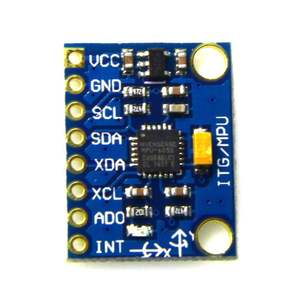 VCC
GND
SCL
SDA
XDA
XCL
ADO
INT
ITG/MPU